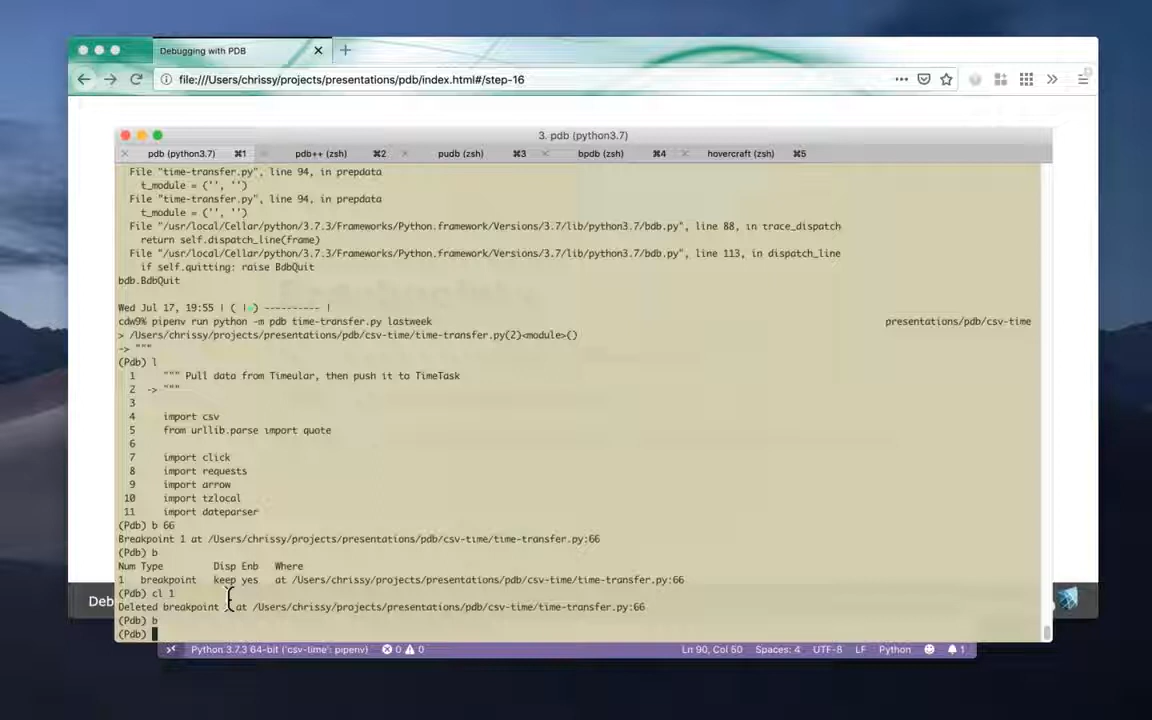 Debugging with PDB
file:///Users/chrissy/projects/presentations/pdb/index.html#/step-16
3. pdb (python3.7)
pdb (python3.7) ⌘1 pdb++ (zsh) ⌘2 pudb (zsh) ⌘3 bpdb (zsh) ⌘4 hovercraft (zsh) ⌘5
File "time-transfer.py", line 94, in prepdata
t_module = ('', '')
File "time-transfer.py", line 94, in prepdata
t_module = ('', '')
File "/usr/local/Cellar/python/3.7.3/Frameworks/Python.framework/Versions/3.7/lib/python3.7/bdb.py", line 88, in trace_dispatch
return self.dispatch_line(frame)
File "/usr/local/Cellar/python/3.7.3/Frameworks/Python.framework/Versions/3.7/lib/python3.7/bdb.py", line 113, in dispatch_line
if self.quitting: raise BdbQuit
bdb.BdbQuit
Wed Jul 17, 19:55 | ( |●) ---------- |
cdw9% pipenv run python -m pdb time-transfer.py lastweek presentations/pdb/csv-time
> /Users/chrissy/projects/presentations/pdb/csv-time/time-transfer.py(2)<module>()
-> """
(Pdb) l
1 """ Pull data from Timeular, then push it to TimeTask
2 -> """
3
4 import csv
5 from urllib.parse import quote
6
7 import click
8 import requests
9 import arrow
10 import tzlocal
11 import dateparser
(Pdb) b 66
Breakpoint 1 at /Users/chrissy/projects/presentations/pdb/csv-time/time-transfer.py:66
(Pdb) b
Num Type Disp Enb Where
1 breakpoint keep yes at /Users/chrissy/projects/presentations/pdb/csv-time/time-transfer.py:66
(Pdb) cl 1
Deleted breakpoint at /Users/chrissy/projects/presentations/pdb/csv-time/time-transfer.py:66
(Pdb) b
(Pdb)
Deb
Python 3.7.3 64-bit ('csv-time': pipenv) 0 0 Ln 90, Col 50 Spaces: 4 UTF-8 LF Python 1